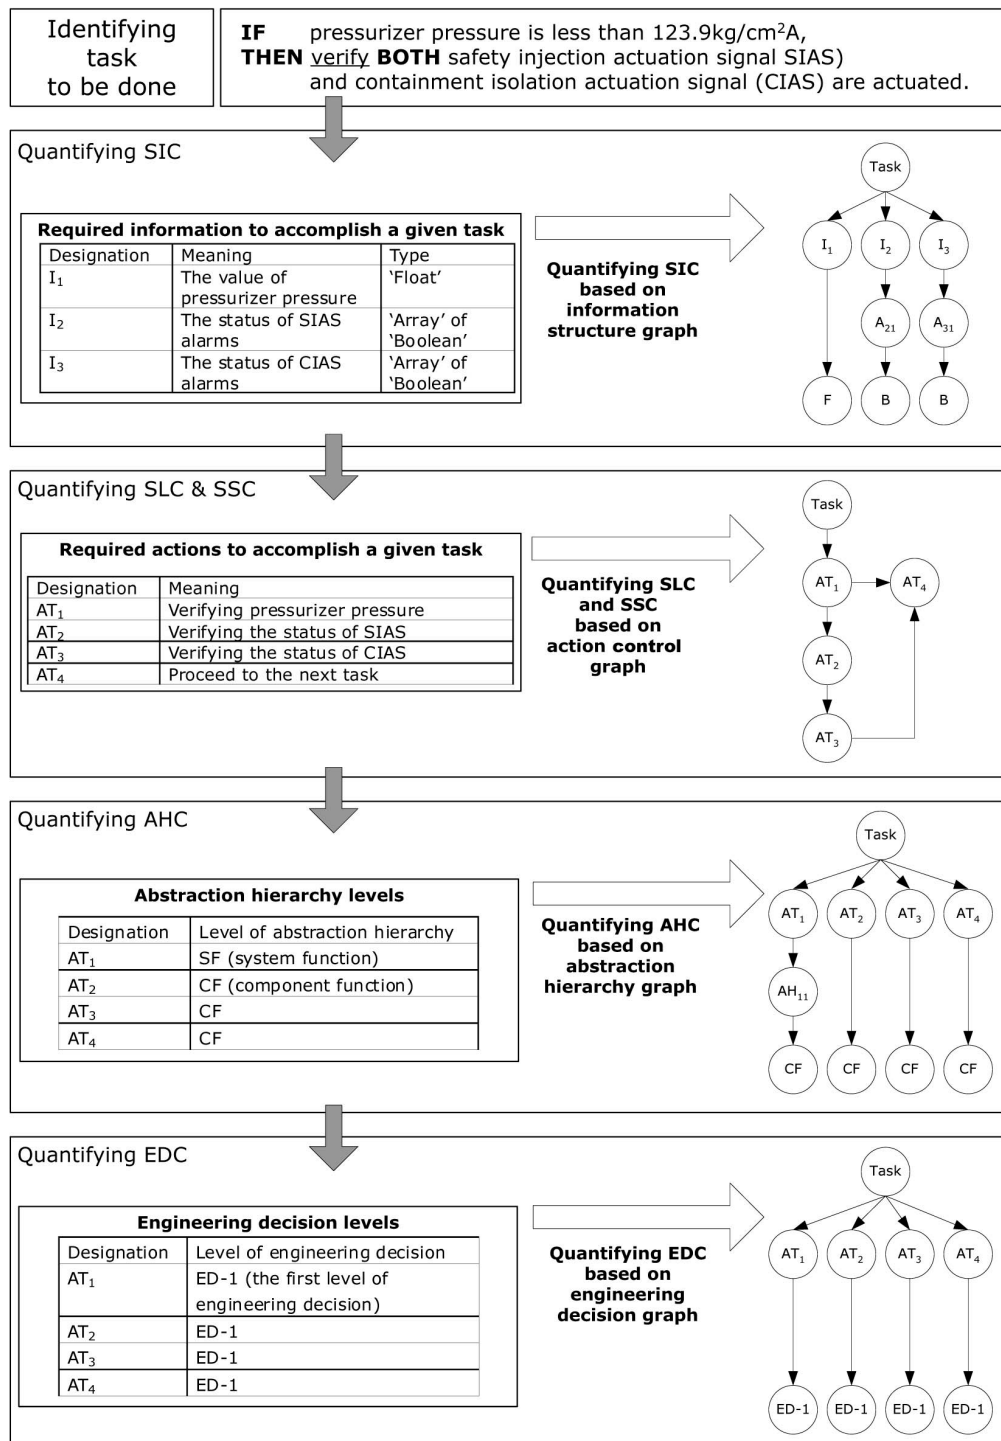 Identifying
task
to be done
IF pressurizer pressure is less than 123.9kg/cm²A,
THEN verify BOTH safety injection actuation signal SIAS)
and containment isolation actuation signal (CIAS) are actuated.
Quantifying SIC
Required information to accomplish a given task
Designation Meaning Type
I₁ The value of 'Float'
pressurizer pressure
I₂ The status of SIAS 'Array' of
alarms 'Boolean'
I₃ The status of CIAS 'Array' of
alarms 'Boolean'
Quantifying SIC
based on
information
structure graph
Task
I₁ I₂ I₃
A₂₁ A₃₁
F B B
Quantifying SLC & SSC
Required actions to accomplish a given task
Designation Meaning
AT₁ Verifying pressurizer pressure
AT₂ Verifying the status of SIAS
AT₃ Verifying the status of CIAS
AT₄ Proceed to the next task
Quantifying SLC
and SSC
based on
action control
graph
Task
AT₁ AT₄
AT₂
AT₃
Quantifying AHC
Abstraction hierarchy levels
Designation Level of abstraction hierarchy
AT₁ SF (system function)
AT₂ CF (component function)
AT₃ CF
AT₄ CF
Quantifying AHC
based on
abstraction
hierarchy graph
Task
AT₁ AT₂ AT₃ AT₄
AH₁₁
CF CF CF CF
Quantifying EDC
Engineering decision levels
Designation Level of engineering decision
AT₁ ED-1 (the first level of
engineering decision)
AT₂ ED-1
AT₃ ED-1
AT₄ ED-1
Quantifying EDC
based on
engineering
decision graph
Task
AT₁ AT₂ AT₃ AT₄
ED-1 ED-1 ED-1 ED-1